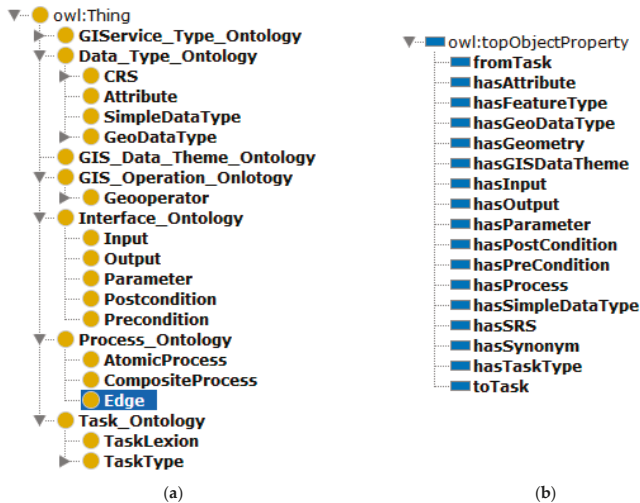 owl:Thing
GIService_Type_Ontology
Data_Type_Ontology
CRS
Attribute
SimpleDataType
GeoDataType
GIS_Data_Theme_Ontology
GIS_Operation_Onlotogy
Geooperator
Interface_Ontology
Input
Output
Parameter
Postcondition
Precondition
Process_Ontology
AtomicProcess
CompositeProcess
Edge
Task_Ontology
TaskLexion
TaskType
(a)
owl:topObjectProperty
fromTask
hasAttribute
hasFeatureType
hasGeoDataType
hasGeometry
hasGISDataTheme
hasInput
hasOutput
hasParameter
hasPostCondition
hasPreCondition
hasProcess
hasSimpleDataType
hasSRS
hasSynonym
hasTaskType
toTask
(b)